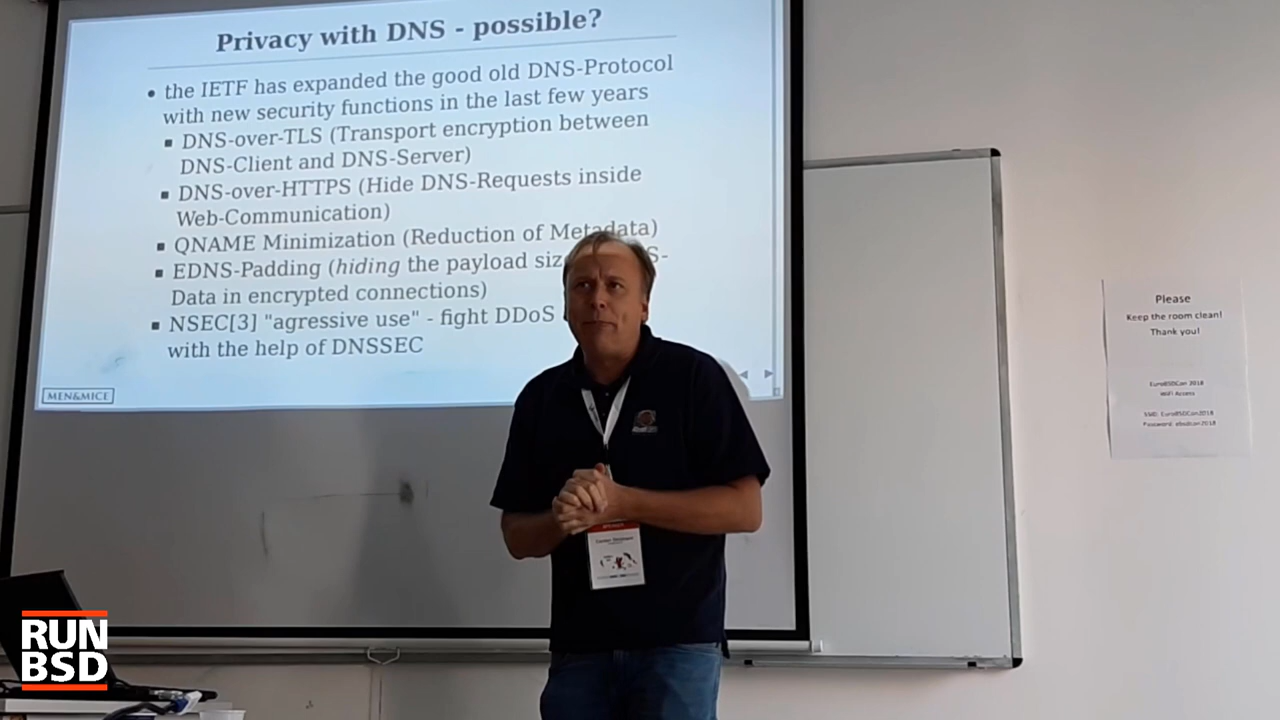 Privacy with DNS - possible?
the IETF has expanded the good old DNS-Protocol
with new security functions in the last few years
DNS-over-TLS (Transport encryption between
DNS-Client and DNS-Server)
DNS-over-HTTPS (Hide DNS-Requests inside
Web-Communication)
QNAME Minimization (Reduction of Metadata)
EDNS-Padding (hiding the payload
Data in encrypted connections)
NSEC[3] "agressive use" - fight DDoS
with the help of DNSSEC
MEN&MICE
Please
Keep the room clean!
Thank you!
EuroBSDCon 2018
WiFi Access
SSID: EuroBSDCon2018
Password: ebsdcon2018
RUN
BSD